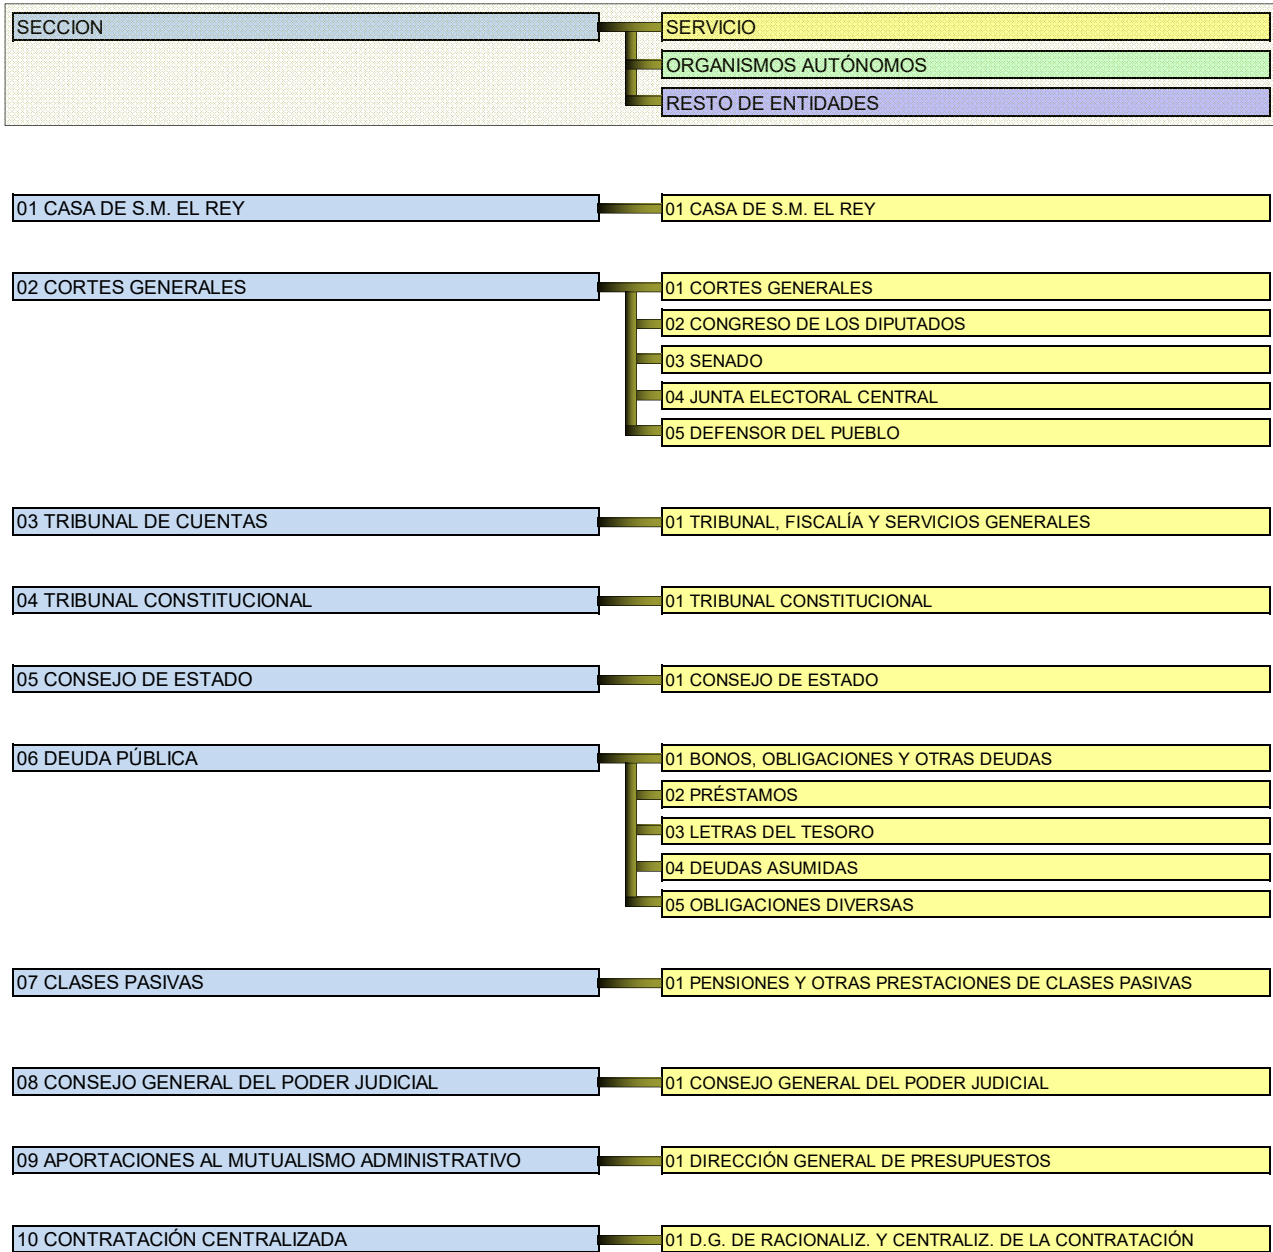 SECCION
SERVICIO
ORGANISMOS AUTÓNOMOS
RESTO DE ENTIDADES
01 CASA DE S.M. EL REY
01 CASA DE S.M. EL REY
02 CORTES GENERALES
01 CORTES GENERALES
02 CONGRESO DE LOS DIPUTADOS
03 SENADO
04 JUNTA ELECTORAL CENTRAL
05 DEFENSOR DEL PUEBLO
03 TRIBUNAL DE CUENTAS
01 TRIBUNAL, FISCALÍA Y SERVICIOS GENERALES
04 TRIBUNAL CONSTITUCIONAL
01 TRIBUNAL CONSTITUCIONAL
05 CONSEJO DE ESTADO
01 CONSEJO DE ESTADO
06 DEUDA PÚBLICA
01 BONOS, OBLIGACIONES Y OTRAS DEUDAS
02 PRÉSTAMOS
03 LETRAS DEL TESORO
04 DEUDAS ASUMIDAS
05 OBLIGACIONES DIVERSAS
07 CLASES PASIVAS
01 PENSIONES Y OTRAS PRESTACIONES DE CLASES PASIVAS
08 CONSEJO GENERAL DEL PODER JUDICIAL
01 CONSEJO GENERAL DEL PODER JUDICIAL
09 APORTACIONES AL MUTUALISMO ADMINISTRATIVO
01 DIRECCIÓN GENERAL DE PRESUPUESTOS
10 CONTRATACIÓN CENTRALIZADA
01 D.G. DE RACIONALIZ. Y CENTRALIZ. DE LA CONTRATACIÓN